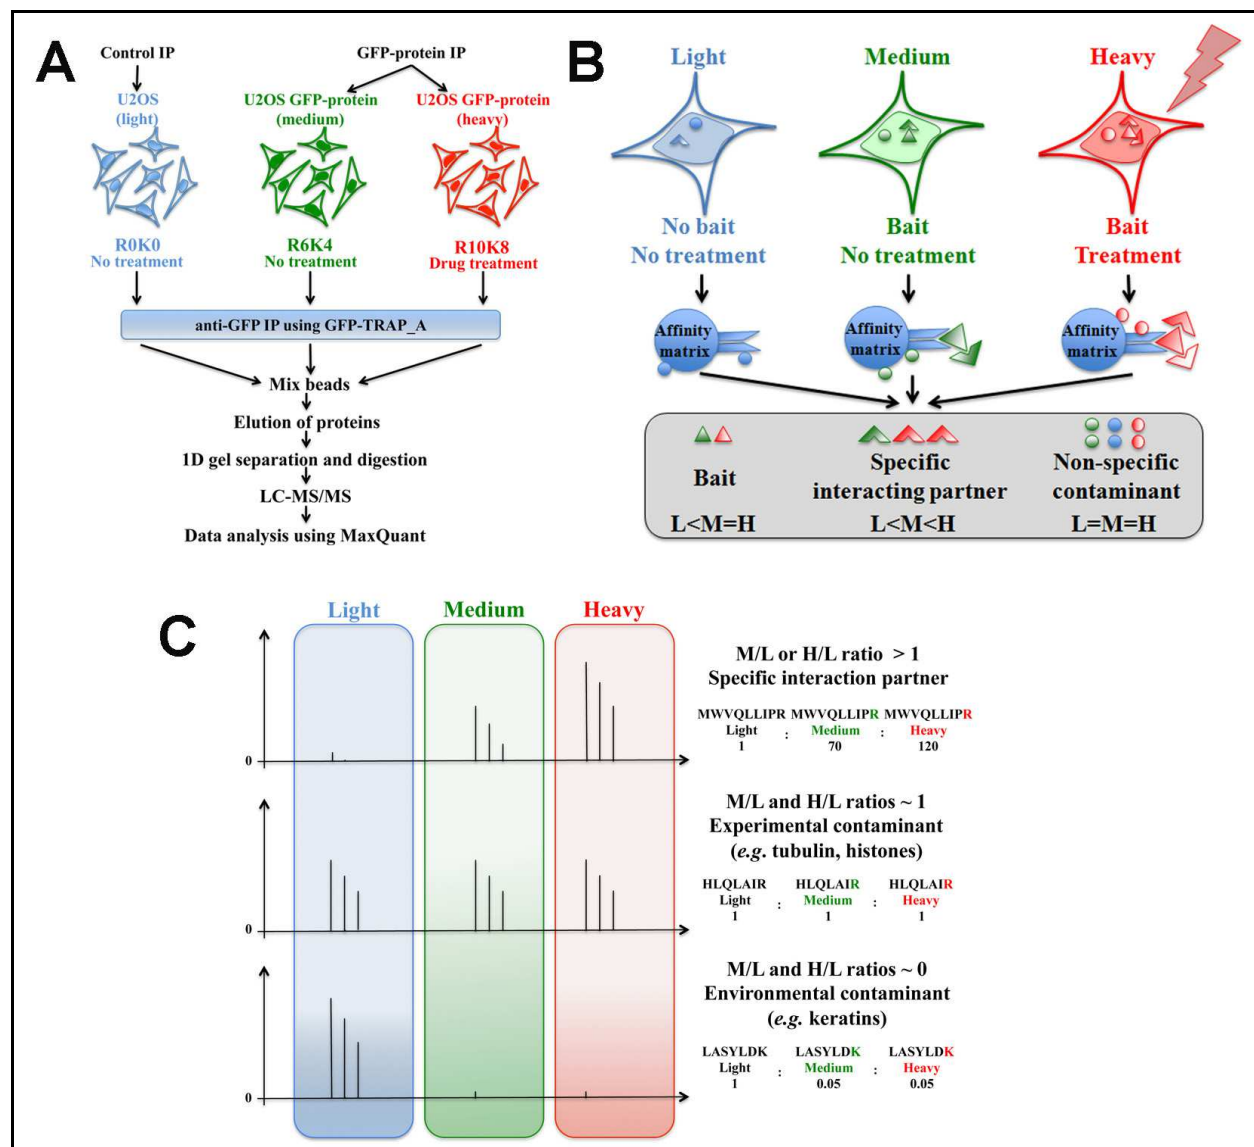 A
Control IP
GFP-protein IP
U2OS
(light)
U2OS GFP-protein
(medium)
U2OS GFP-protein
(heavy)
R0K0
No treatment
R6K4
No treatment
R10K8
Drug treatment
anti-GFP IP using GFP-TRAP_A
Mix beads
Elution of proteins
1D gel separation and digestion
LC-MS/MS
Data analysis using MaxQuant
B
Light
Medium
Heavy
No bait
No treatment
Bait
No treatment
Bait
Treatment
Affinity
matrix
Affinity
matrix
Affinity
matrix
Bait
L<M=H
Specific
interacting partner
L<M<H
Non-specific
contaminant
L=M=H
C
Light
Medium
Heavy
0
M/L or H/L ratio > 1
Specific interaction partner
MWVQLLIPR MWVQLLIPR MWVQLLIPR
Light : Medium : Heavy
1 70 120
0
M/L and H/L ratios ~ 1
Experimental contaminant
(e.g. tubulin, histones)
HLQLAIR HLQLAIR HLQLAIR
Light : Medium : Heavy
1 1 1
0
M/L and H/L ratios ~ 0
Environmental contaminant
(e.g. keratins)
LASYLDK LASYLDK LASYLDK
Light : Medium : Heavy
1 0.05 0.05